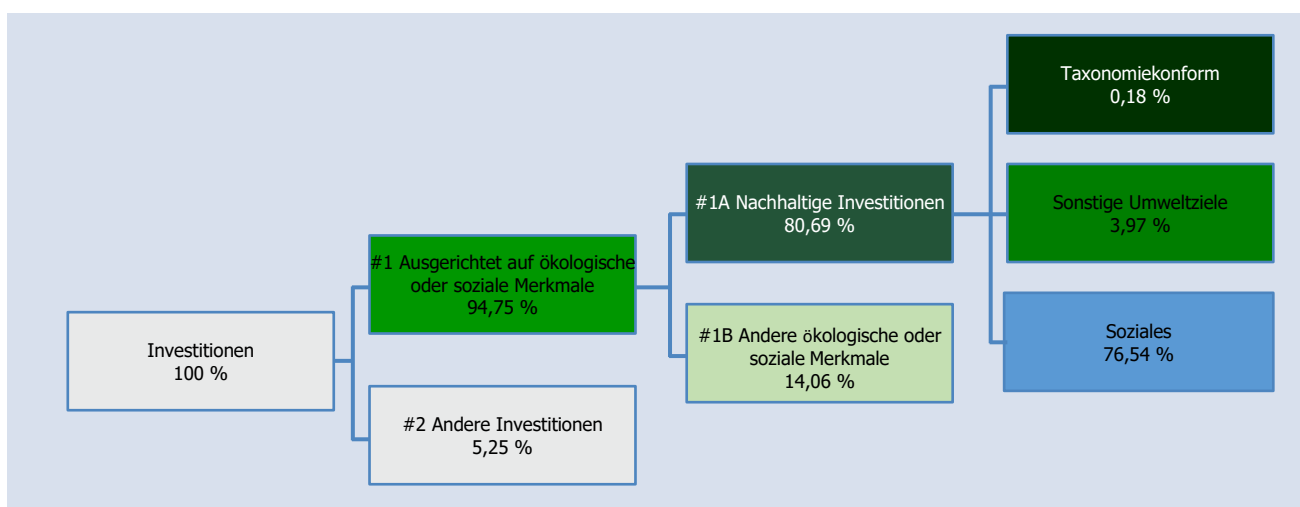 Investitionen
100 %
#1 Ausgerichtet auf ökologische
oder soziale Merkmale
94,75 %
#2 Andere Investitionen
5,25 %
#1A Nachhaltige Investitionen
80,69 %
#1B Andere ökologische oder
soziale Merkmale
14,06 %
Taxonomiekonform
0,18 %
Sonstige Umweltziele
3,97 %
Soziales
76,54 %